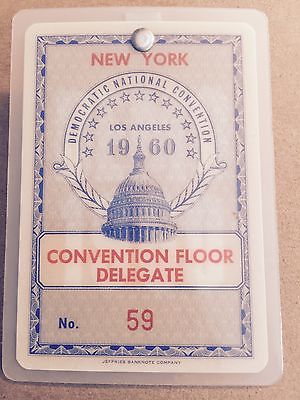 NEW YORK
DEMOCRATIC NATIONAL CONVENTION
LOS ANGELES
1960
CONVENTION FLOOR
DELEGATE
No. 59
JEFFRIES BANKNOTE COMPANY